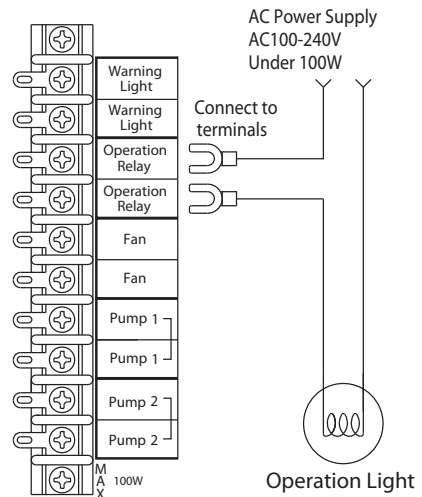 AC Power Supply
AC100-240V
Under 100W
Warning
Light
Warning
Light
Connect to
terminals
Operation
Relay
Operation
Relay
Fan
Fan
Pump 1
Pump 1
Pump 2
Pump 2
MAX 100W
Operation Light